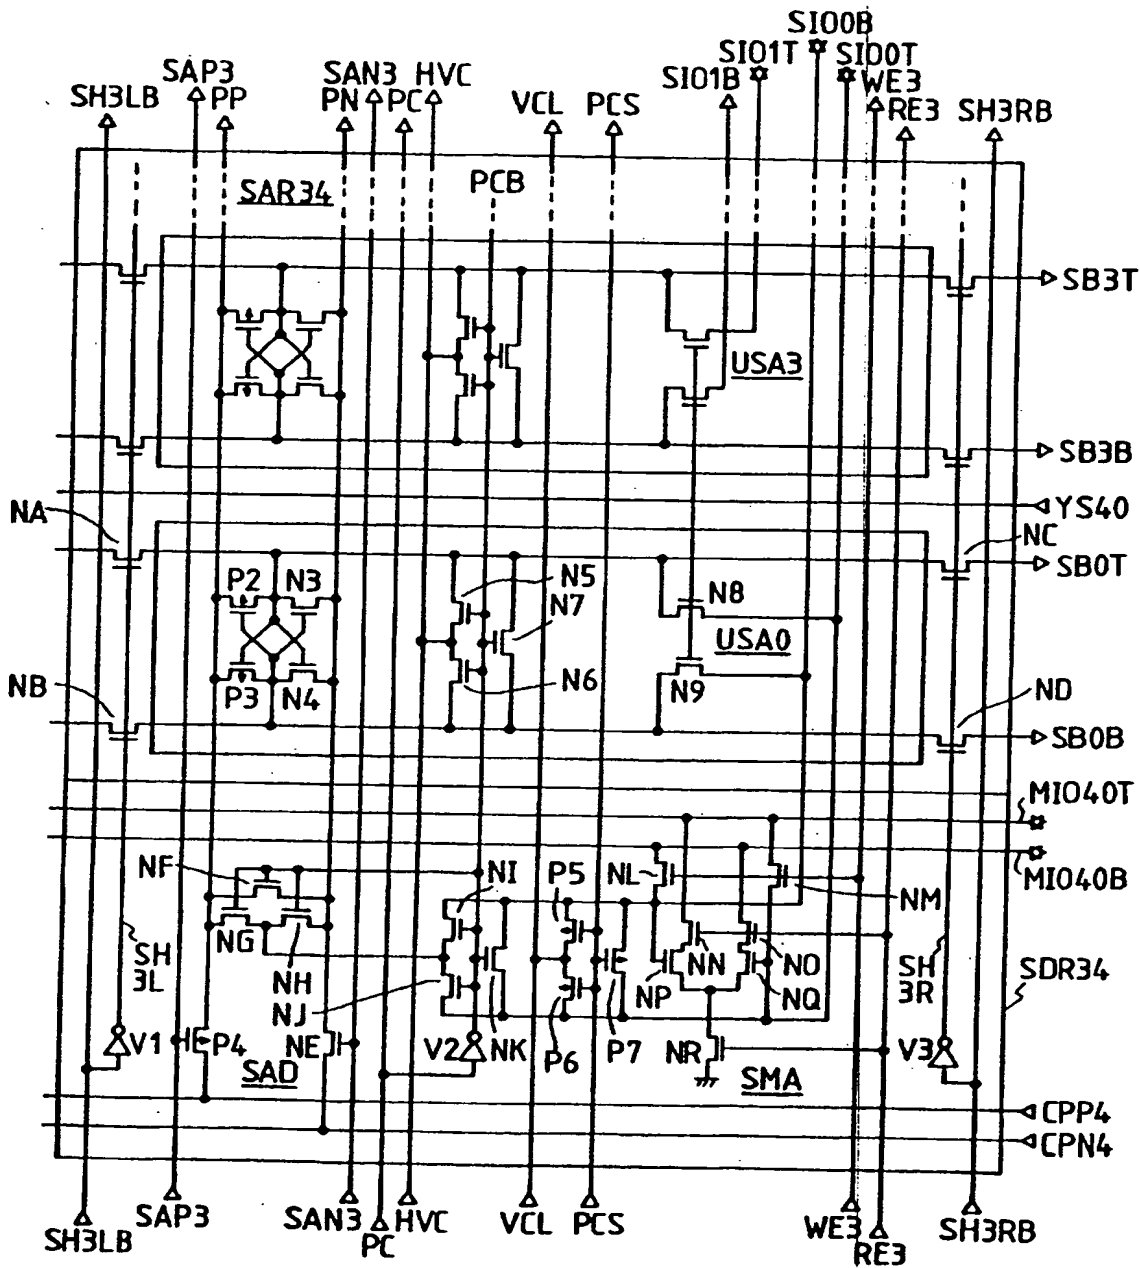 SIO0B
SIO1T SIO0T
SAP3 SAN3 HVC SIO1B WE3
SH3LB PP PN PC VCL PCS RE3 SH3RB
SAR34 PCB
SB3T
USA3
SB3B
YS40
NA NC
SB0T
P2 N3 N5 N8
N7
USA0
NB P3 N4 N6 N9 ND
SB0B
MIO40T
NF NI P5 NL MIO40B
NM
NG
SH
3L
NH NN NO SH
3R
SDR34
NJ NP NQ
V1 P4 NE V2 NK P6 P7 NR V3
SAD SMA
CPP4
CPN4
SH3LB SAP3 SAN3 PC HVC VCL PCS WE3 RE3 SH3RB